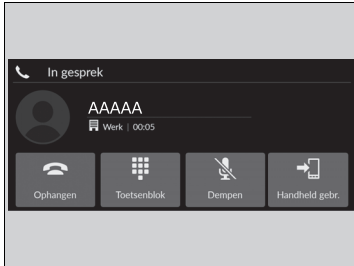 In gesprek
AAAAA
Werk | 00:05
Ophangen
Toetsenblok
Dempen
Handheld gebr.